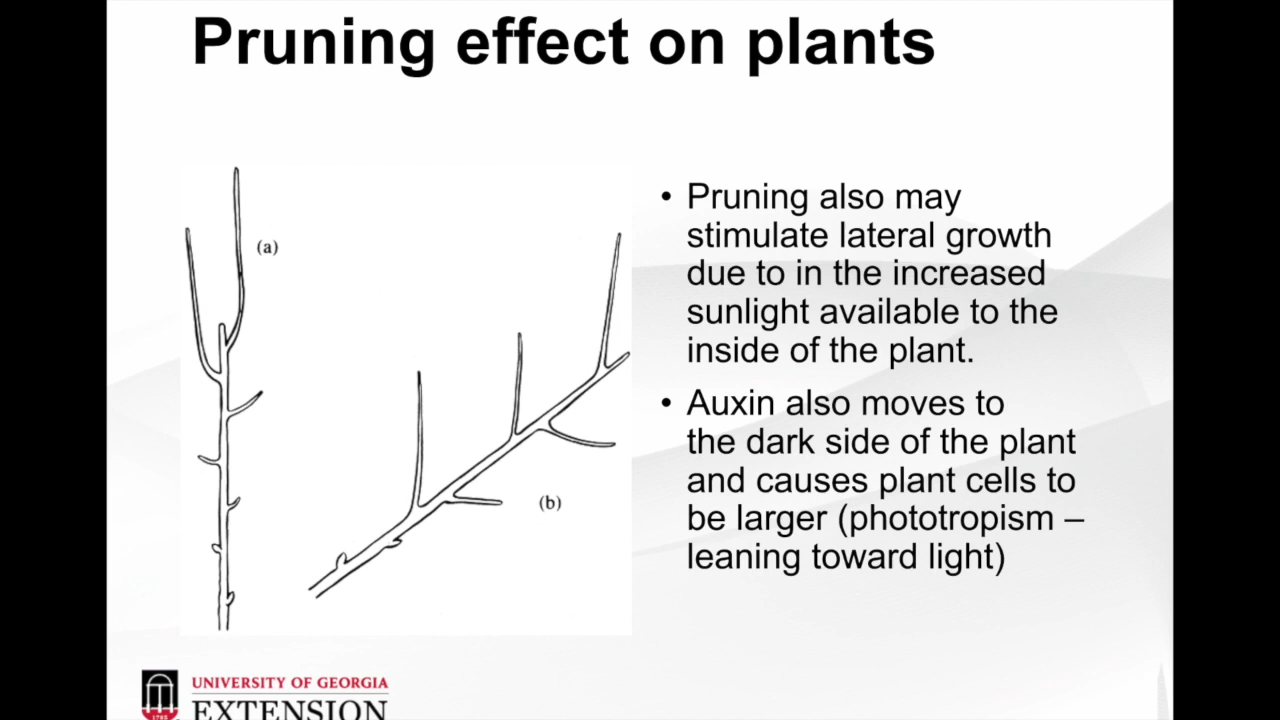 Pruning effect on plants
(a)
(b)
• Pruning also may
stimulate lateral growth
due to in the increased
sunlight available to the
inside of the plant.
• Auxin also moves to
the dark side of the plant
and causes plant cells to
be larger (phototropism –
leaning toward light)
1785
UNIVERSITY OF GEORGIA
EXTENSION